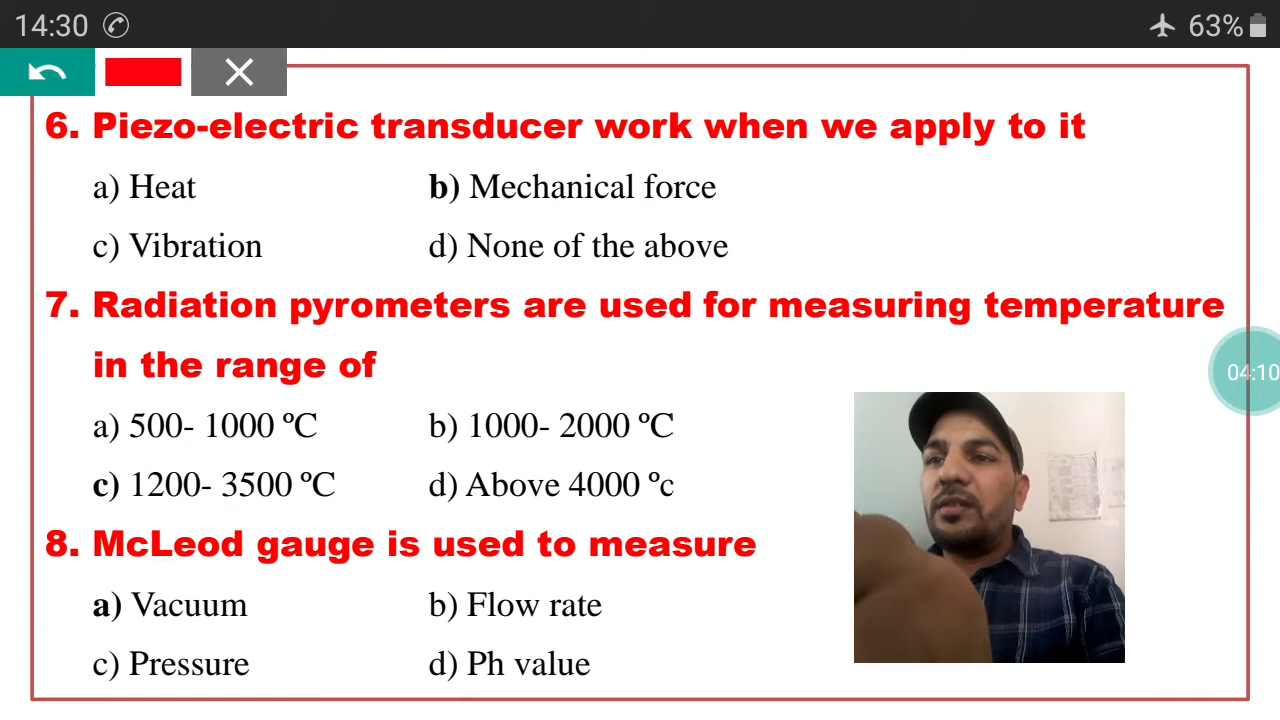 14:30 63%
6. Piezo-electric transducer work when we apply to it
a) Heat b) Mechanical force
c) Vibration d) None of the above
7. Radiation pyrometers are used for measuring temperature
in the range of
04:10
a) 500- 1000 ºC b) 1000- 2000 ºC
c) 1200- 3500 ºC d) Above 4000 ºc
8. McLeod gauge is used to measure
a) Vacuum b) Flow rate
c) Pressure d) Ph value